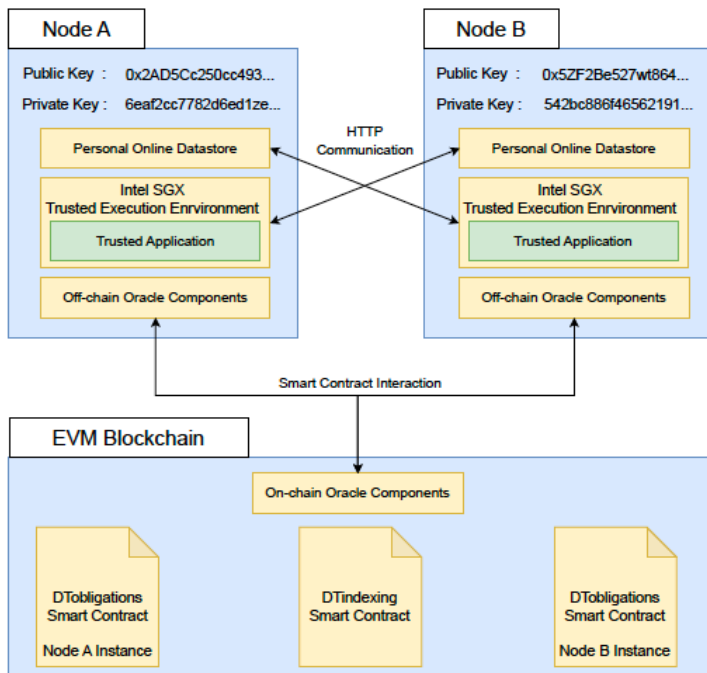 Node A
Public Key : 0x2AD5Cc250cc493...
Private Key : 6eaf2cc7782d6ed1ze...
Personal Online Datastore
Intel SGX
Trusted Execution Enrvironment
Trusted Application
Off-chain Oracle Components
HTTP
Communication
Node B
Public Key : 0x5ZF2Be527wt864...
Private Key : 542bc886f46562191...
Personal Online Datastore
Intel SGX
Trusted Execution Enrvironment
Trusted Application
Off-chain Oracle Components
Smart Contract Interaction
EVM Blockchain
On-chain Oracle Components
DTobligations
Smart Contract
Node A Instance
DTindexing
Smart Contract
DTobligations
Smart Contract
Node B Instance